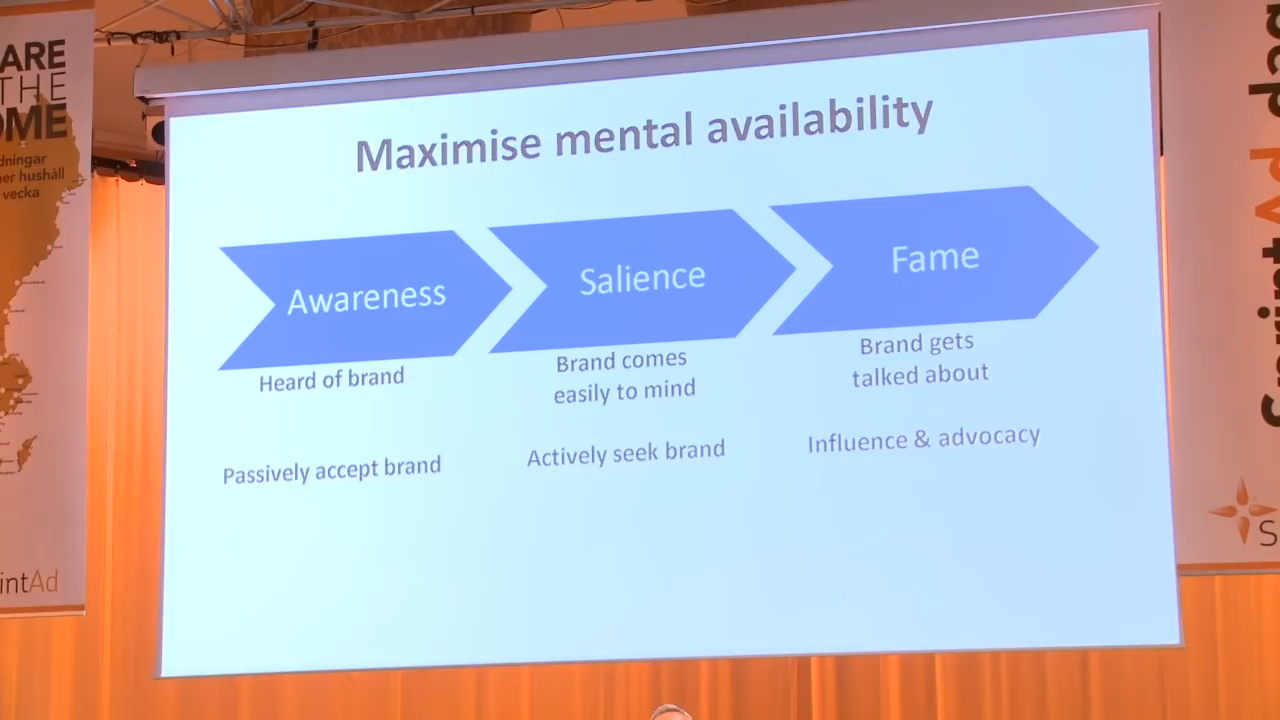 ARE
THE
OME
dningar
er hushåll
vecka
intAd
Maximise mental availability
Awareness
Salience
Fame
Heard of brand
Brand comes
easily to mind
Brand gets
talked about
Passively accept brand
Actively seek brand
Influence & advocacy
S